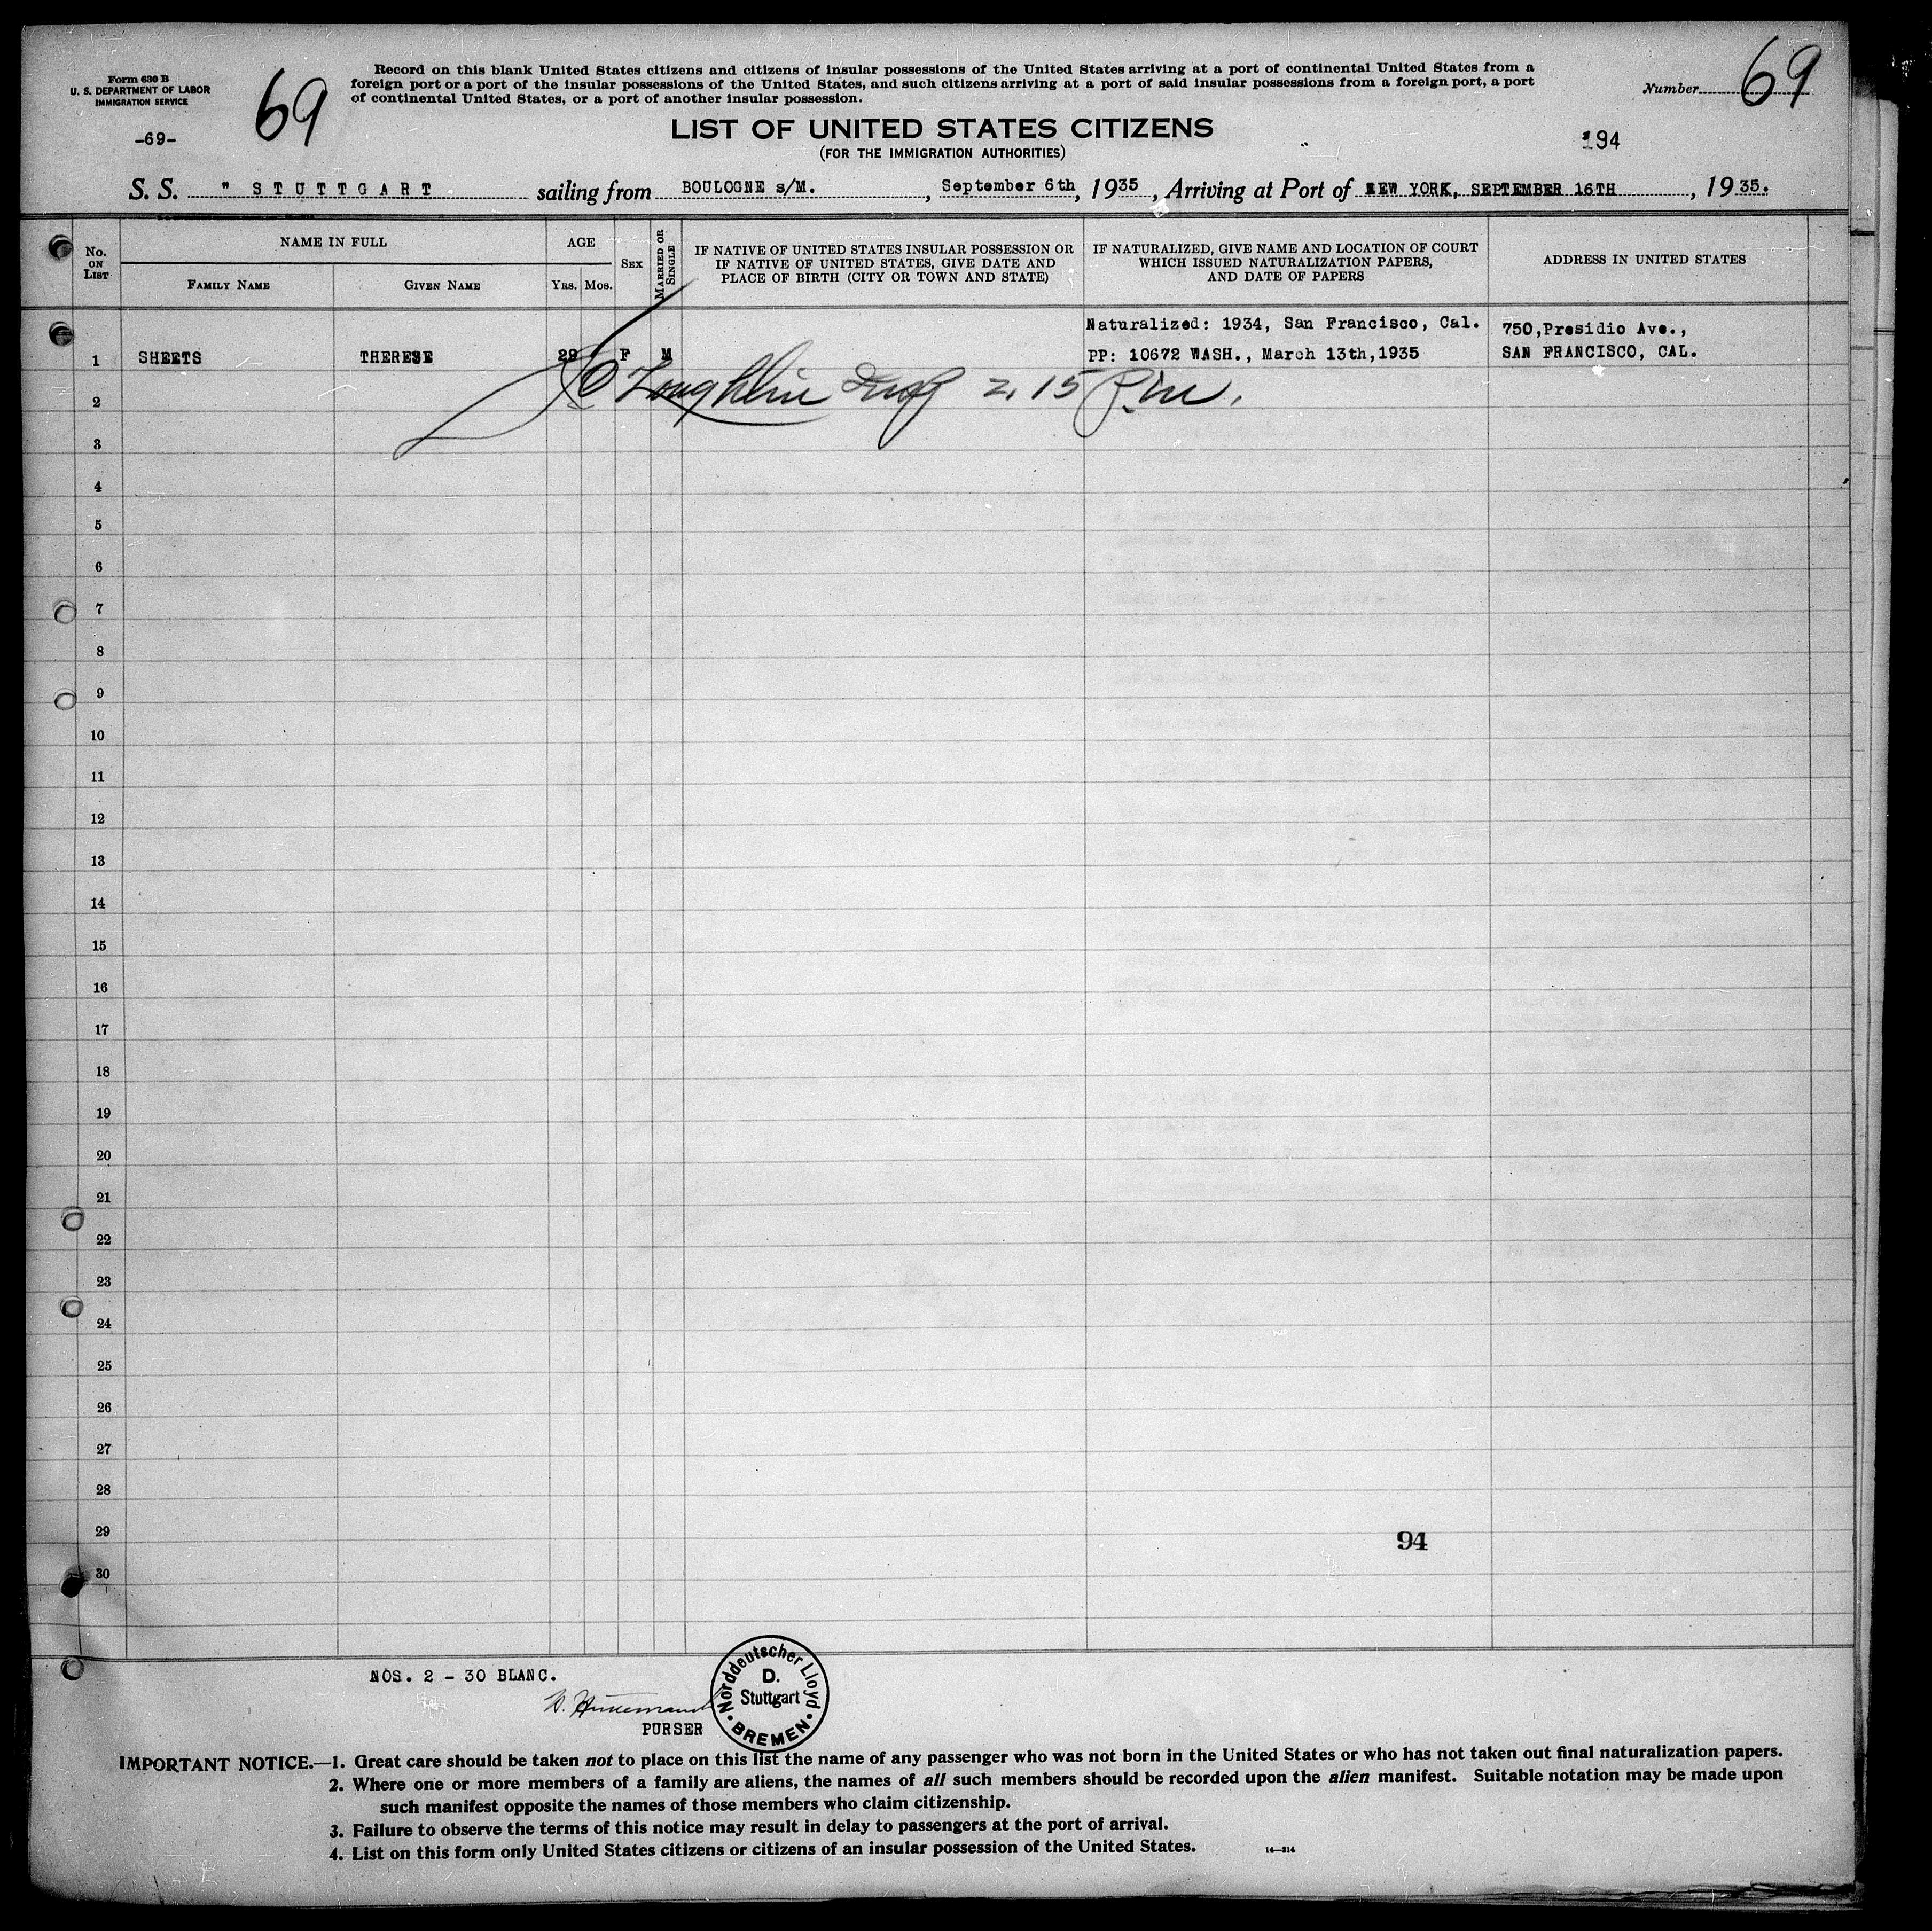 Form 630 B
U. S. DEPARTMENT OF LABOR
IMMIGRATION SERVICE
-69-
69
Record on this blank United States citizens and citizens of insular possessions of the United States arriving at a port of continental United States from a
foreign port or a port of the insular possessions of the United States, and such citizens arriving at a port of said insular possessions from a foreign port, a port
of continental United States, or a port of another insular possession.
Number 69
LIST OF UNITED STATES CITIZENS
(FOR THE IMMIGRATION AUTHORITIES)
194
S. S. " STUTTGART sailing from BOULOGNE s/M. , September 6th , 1935 , Arriving at Port of NEW YORK, SEPTEMBER 16TH , 1935.
No. ON LIST
NAME IN FULL
FAMILY NAME
GIVEN NAME
AGE
YRS. MOS.
SEX
MARRIED OR SINGLE
IF NATIVE OF UNITED STATES INSULAR POSSESSION OR
IF NATIVE OF UNITED STATES, GIVE DATE AND
PLACE OF BIRTH (CITY OR TOWN AND STATE)
IF NATURALIZED, GIVE NAME AND LOCATION OF COURT
WHICH ISSUED NATURALIZATION PAPERS,
AND DATE OF PAPERS
ADDRESS IN UNITED STATES
Naturalized: 1934, San Francisco, Cal. 750,Presidio Ave.,
1 SHEETS THERESE 29 F M PP: 10672 WASH., March 13th,1935 SAN FRANCISCO, CAL.
O'Loughlin Insp 2.15 P.M.
2
3
4
5
6
7
8
9
10
11
12
13
14
15
16
17
18
19
20
21
22
23
24
25
26
27
28
29
94
30
NOS. 2 - 30 BLANC.
PURSER
Norddeutscher Lloyd
D.
Stuttgart
BREMEN
IMPORTANT NOTICE.—1. Great care should be taken not to place on this list the name of any passenger who was not born in the United States or who has not taken out final naturalization papers.
2. Where one or more members of a family are aliens, the names of all such members should be recorded upon the alien manifest. Suitable notation may be made upon
such manifest opposite the names of those members who claim citizenship.
3. Failure to observe the terms of this notice may result in delay to passengers at the port of arrival.
4. List on this form only United States citizens or citizens of an insular possession of the United States.
14—214